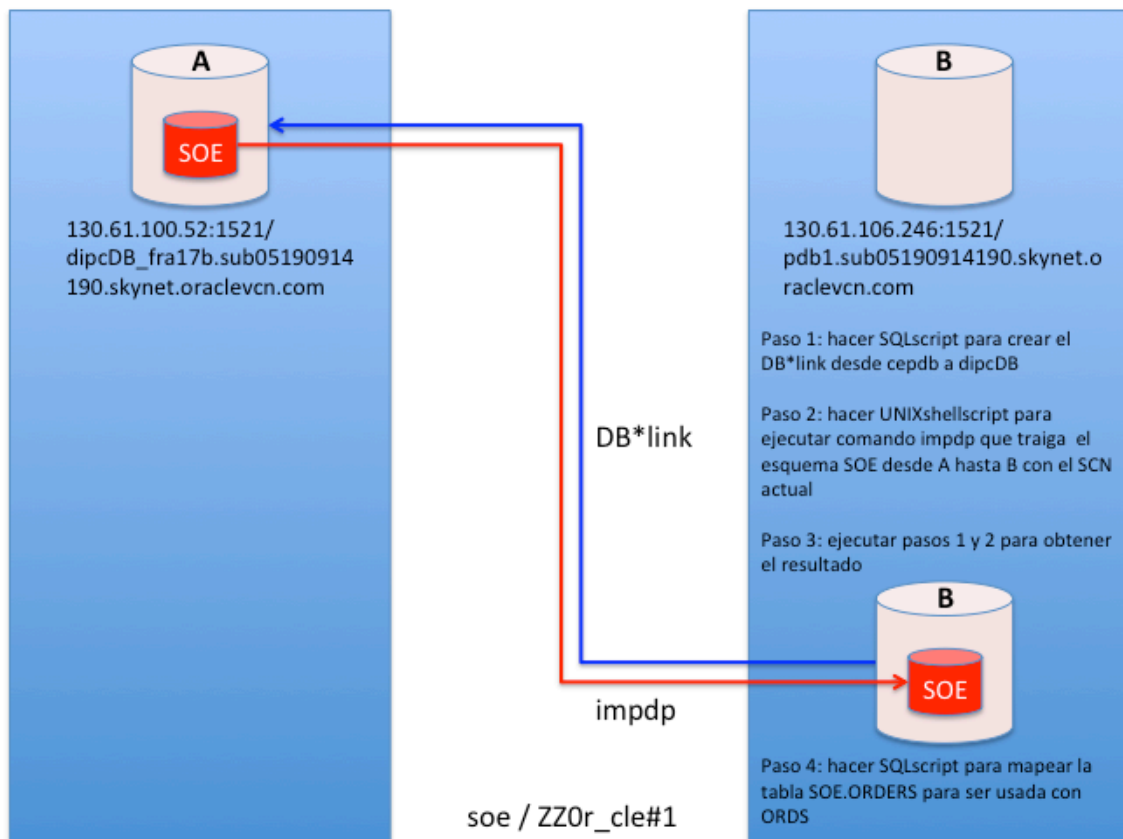 A
SOE
130.61.100.52:1521/
dipcDB_fra17b.sub05190914
190.skynet.oraclevcn.com
B
130.61.106.246:1521/
pdb1.sub05190914190.skynet.o
raclevcn.com
Paso 1: hacer SQLscript para crear el
DB*link desde cepdb a dipcDB
Paso 2: hacer UNIXshellscript para
ejecutar comando impdp que traiga el
esquema SOE desde A hasta B con el SCN
actual
Paso 3: ejecutar pasos 1 y 2 para obtener
el resultado
DB*link
B
SOE
impdp
Paso 4: hacer SQLscript para mapear la
tabla SOE.ORDERS para ser usada con
ORDS
soe / ZZ0r_cle#1